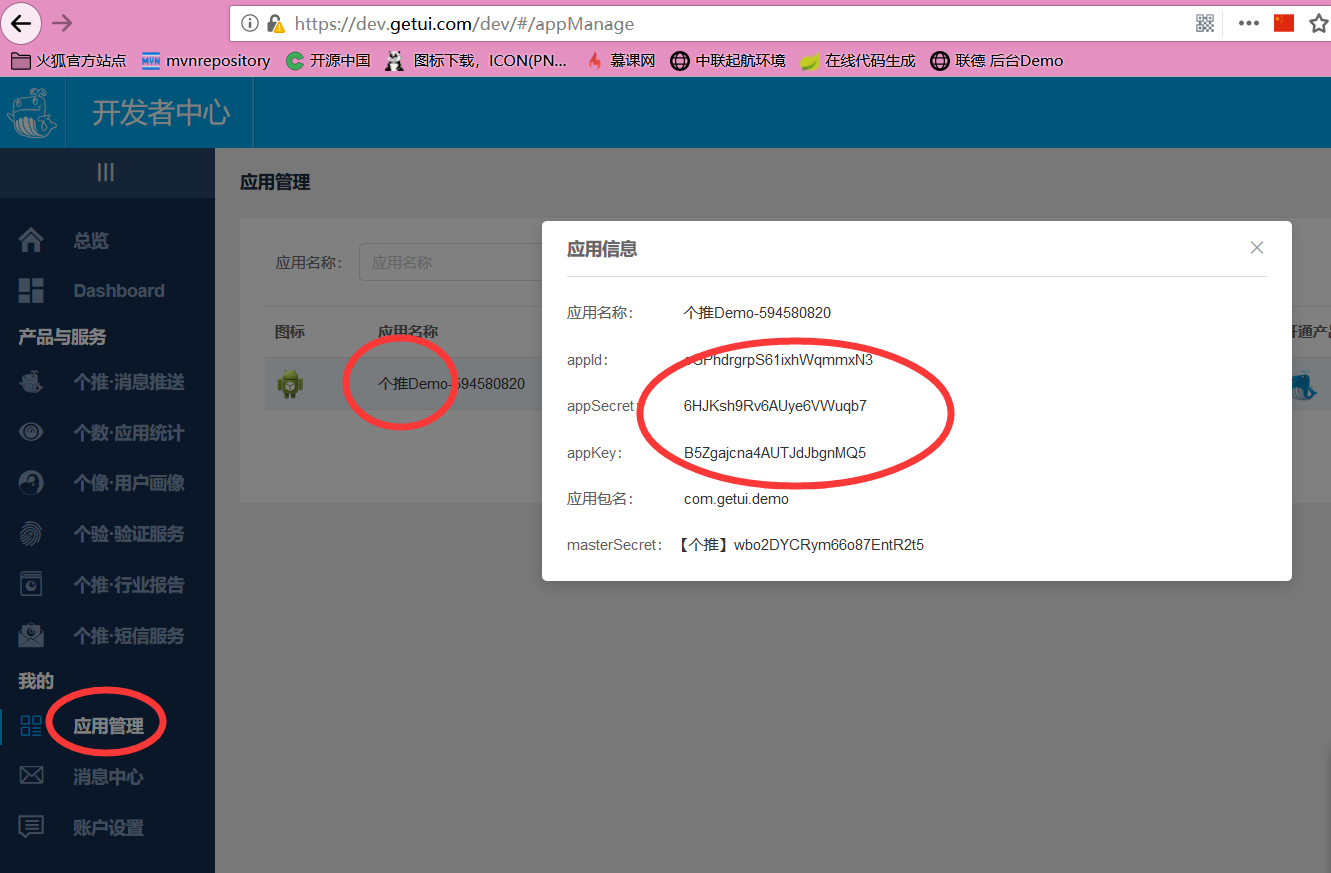 https://dev.getui.com/dev/#/appManage
火狐官方站点 mvnrepository 开源中国 图标下载，ICON(PN... 慕课网 中联起航环境 在线代码生成 联德 后台Demo
开发者中心
总览
Dashboard
产品与服务
个推·消息推送
个数·应用统计
个像·用户画像
个验·验证服务
个推·行业报告
个推·短信服务
我的
应用管理
消息中心
账户设置
应用管理
应用名称： 应用名称
图标 应用名称
个推Demo-594580820
应用信息
应用名称： 个推Demo-594580820
appId:
appSecret: 6HJKsh9Rv6AUye6VWuqb7
appKey: B5Zgajcna4AUTJdJbgnMQ5
应用包名： com.getui.demo
masterSecret: 【个推】wbo2DYCRym66o87EntR2t5